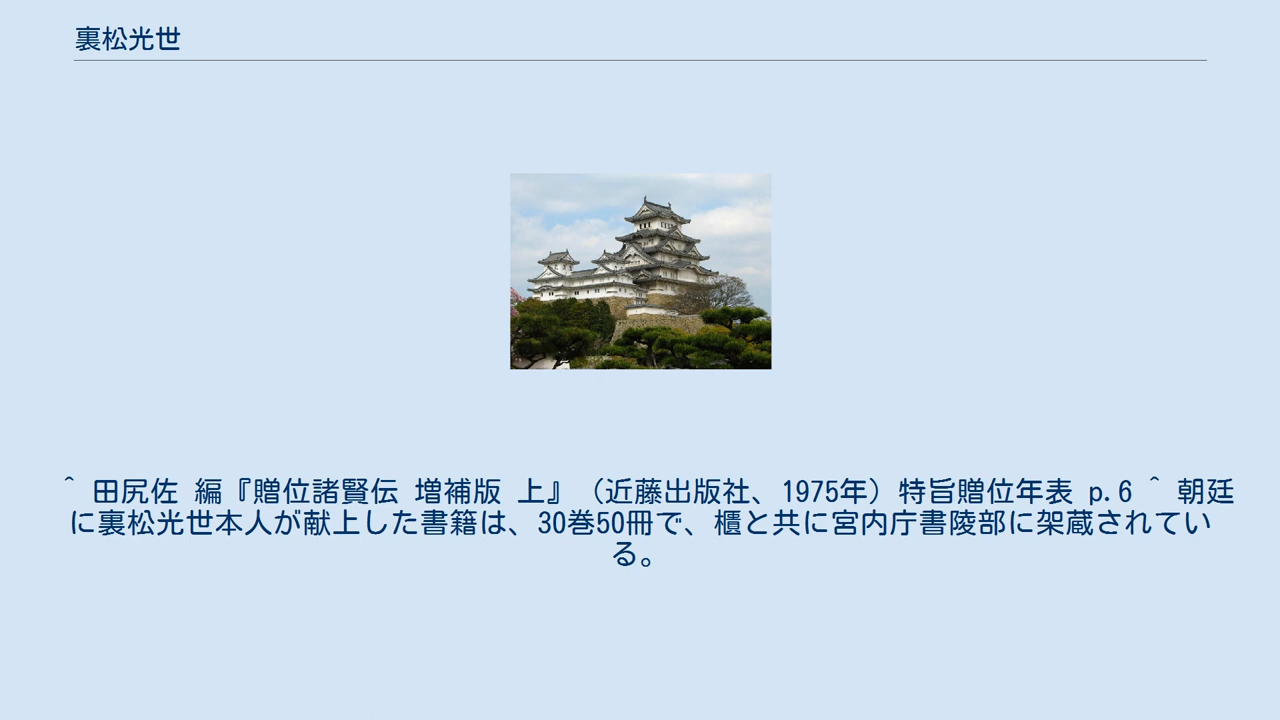 裏松光世
^ 田尻佐 編『贈位諸賢伝 増補版 上』（近藤出版社、1975年）特旨贈位年表 p.6 ^ 朝廷
に裏松光世本人が献上した書籍は、30巻50冊で、櫃と共に宮内庁書陵部に架蔵されてい
る。